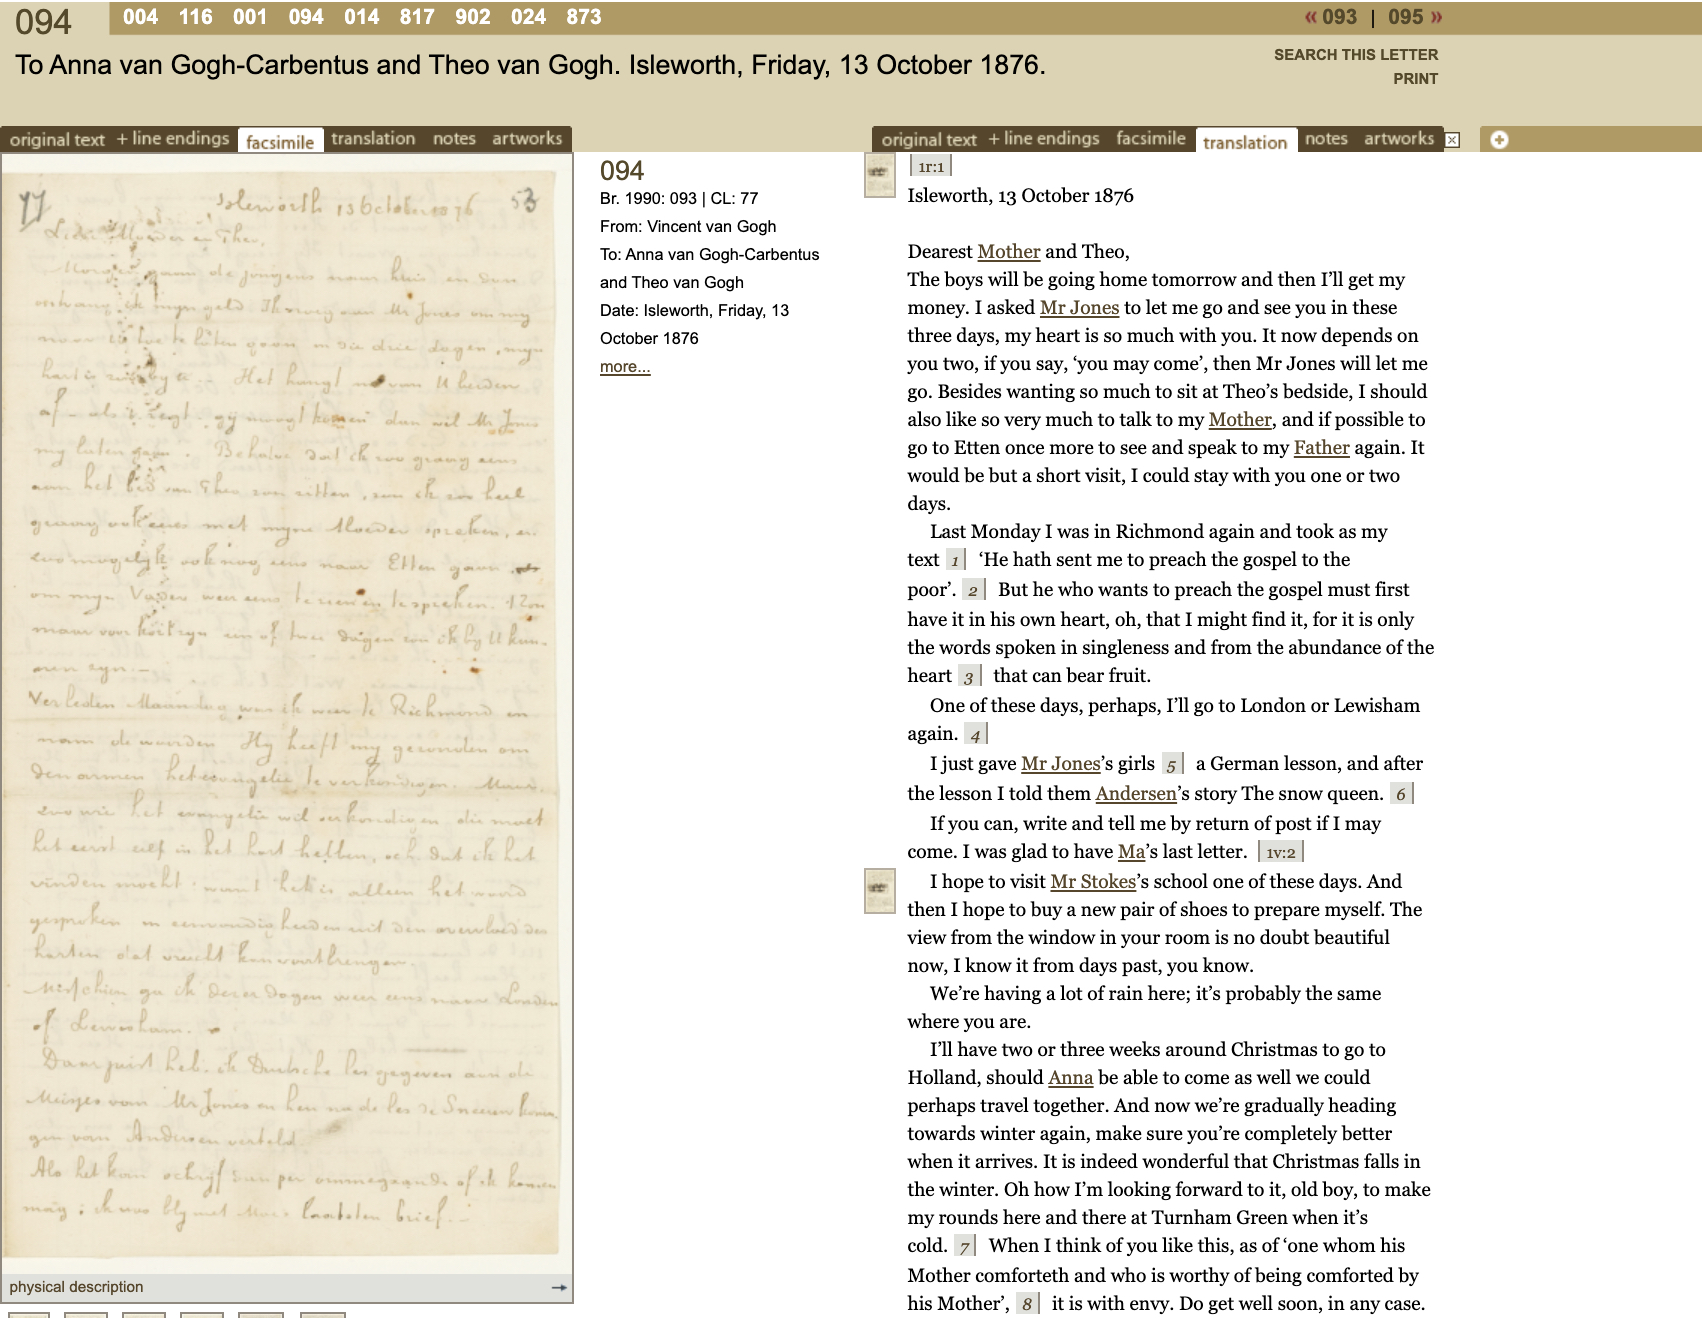 094
004 116 001 094 014 817 902 024 873
« 093 | 095 »
To Anna van Gogh-Carbentus and Theo van Gogh. Isleworth, Friday, 13 October 1876.
SEARCH THIS LETTER
PRINT
original text + line endings facsimile translation notes artworks
77 Isleworth 13 October 1876 53
Moeder en Theo,
Morgen gaan de jongens naar huis en dan
ontvang ik mijn geld. Ik vroeg aan Mr Jones om my
naar U toe te laten gaan in die drie dagen, myn
hart is zoo by U. Het hangt nu van U beiden
af – als U zegt, gy moogt komen dan wil Mr Jones
my laten gaan. Behalve dat ik zoo graag eens
aan het bed van Theo zou zitten, zou ik zoo heel
graag ook eens met myne Moeder spreken, en
zoo mogelyk ook nog eens naar Etten gaan
om myn Vader weer eens te zien en te spreken. 't Zou
maar voor kort zyn een of twee dagen zou ik by U kun-
nen zyn.—
Verleden Maandag was ik weer te Richmond en
nam de woorden Hy heeft my gezonden om
den armen het evangelie te verkondigen. Maar
zoo wie het evangelie wil verkondigen die moet
het eerst zelf in het hart hebben, och dat ik het
vinden mocht want het is alleen het woord
gesproken in eenvoudigheid en uit den overvloed des
harten dat vrucht kan voortbrengen.
Misschien ga ik dezer dagen weer eens naar London
of Lewisham.
Daar juist heb ik Duitsche les gegeven aan de
Meisjes van Mr Jones en hen na de les de Sneeuwkonin-
gin van Andersen verteld.
Als het kan schryf dan per ommegaande of ik komen
mag; ik was bly met Moe's laatsten brief.—
physical description →
094
Br. 1990: 093 | CL: 77
From: Vincent van Gogh
To: Anna van Gogh-Carbentus
and Theo van Gogh
Date: Isleworth, Friday, 13
October 1876
more...
original text + line endings facsimile translation notes artworks
1r:1
Isleworth, 13 October 1876
Dearest Mother and Theo,
The boys will be going home tomorrow and then I’ll get my
money. I asked Mr Jones to let me go and see you in these
three days, my heart is so much with you. It now depends on
you two, if you say, ‘you may come’, then Mr Jones will let me
go. Besides wanting so much to sit at Theo’s bedside, I should
also like so very much to talk to my Mother, and if possible to
go to Etten once more to see and speak to my Father again. It
would be but a short visit, I could stay with you one or two
days.
Last Monday I was in Richmond again and took as my
text 1 ‘He hath sent me to preach the gospel to the
poor’. 2 But he who wants to preach the gospel must first
have it in his own heart, oh, that I might find it, for it is only
the words spoken in singleness and from the abundance of the
heart 3 that can bear fruit.
One of these days, perhaps, I’ll go to London or Lewisham
again. 4
I just gave Mr Jones’s girls 5 a German lesson, and after
the lesson I told them Andersen’s story The snow queen. 6
If you can, write and tell me by return of post if I may
come. I was glad to have Ma’s last letter. 1v:2
I hope to visit Mr Stokes’s school one of these days. And
then I hope to buy a new pair of shoes to prepare myself. The
view from the window in your room is no doubt beautiful
now, I know it from days past, you know.
We’re having a lot of rain here; it’s probably the same
where you are.
I’ll have two or three weeks around Christmas to go to
Holland, should Anna be able to come as well we could
perhaps travel together. And now we’re gradually heading
towards winter again, make sure you’re completely better
when it arrives. It is indeed wonderful that Christmas falls in
the winter. Oh how I’m looking forward to it, old boy, to make
my rounds here and there at Turnham Green when it’s
cold. 7 When I think of you like this, as of ‘one whom his
Mother comforteth and who is worthy of being comforted by
his Mother’, 8 it is with envy. Do get well soon, in any case.